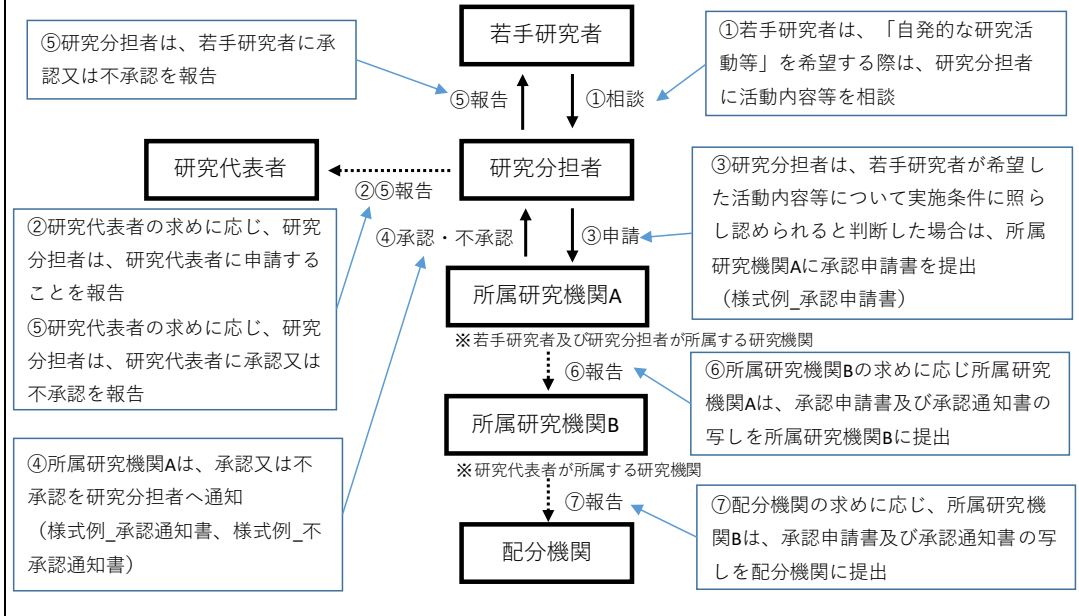 若手研究者
⑤研究分担者は、若手研究者に承
認又は不承認を報告
①若手研究者は、「自発的な研究活
動等」を希望する際は、研究分担者
に活動内容等を相談
⑤報告
①相談
研究代表者
研究分担者
②⑤報告
③研究分担者は、若手研究者が希望し
た活動内容等について実施条件に照ら
し認められると判断した場合は、所属
研究機関Aに承認申請書を提出
（様式例_承認申請書）
②研究代表者の求めに応じ、研究
分担者は、研究代表者に申請する
ことを報告
⑤研究代表者の求めに応じ、研究
分担者は、研究代表者に承認又は
不承認を報告
④承認・不承認
③申請
所属研究機関A
※若手研究者及び研究分担者が所属する研究機関
⑥報告
⑥所属研究機関Bの求めに応じ所属研究
機関Aは、承認申請書及び承認通知書の
写しを所属研究機関Bに提出
所属研究機関B
※研究代表者が所属する研究機関
④所属研究機関Aは、承認又は不
承認を研究分担者へ通知
（様式例_承認通知書、様式例_不
承認通知書）
⑦報告
⑦配分機関の求めに応じ、所属研究機
関Bは、承認申請書及び承認通知書の写
しを配分機関に提出
配分機関